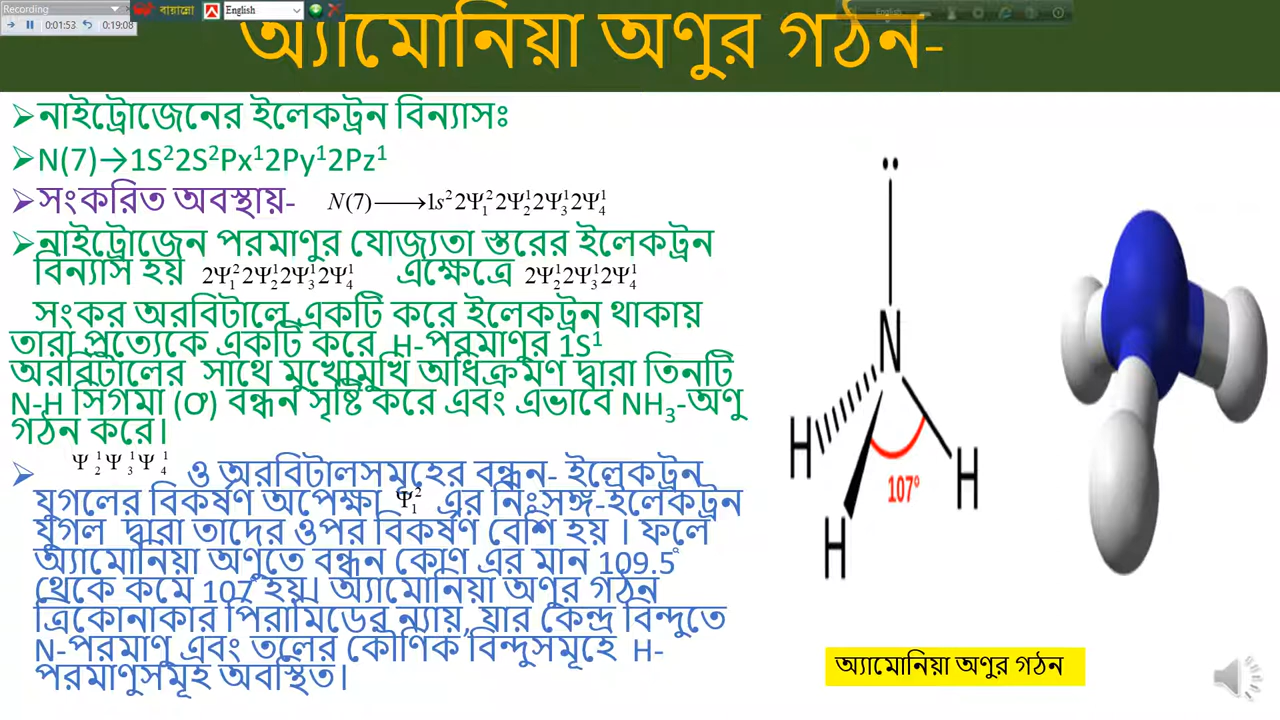 Recording
0:01:53
0:19:08
বায়ান্নো
English
English
অ্যামোনিয়া অণুর গঠন-
➢নাইট্রোজেনের ইলেকট্রন বিন্যাসঃ
➢N(7)→1S²2S²Px¹2Py¹2Pz¹
➢সংকরিত অবস্থায়- N(7)⟶1s²2Ψ₁²2Ψ₂¹2Ψ₃¹2Ψ₄¹
➢নাইট্রোজেন পরমাণুর যোজ্যতা স্তরের ইলেকট্রন
বিন্যাস হয় 2Ψ₁²2Ψ₂¹2Ψ₃¹2Ψ₄¹ এক্ষেত্রে 2Ψ₂¹2Ψ₃¹2Ψ₄¹
সংকর অরবিটালে একটি করে ইলেকট্রন থাকায়
তারা প্রত্যেকে একটি করে H-পরমাণুর 1S¹
অরবিটালের সাথে মুখোমুখি অধিক্রমণ দ্বারা তিনটি
N-H সিগমা (σ) বন্ধন সৃষ্টি করে এবং এভাবে NH₃-অণু
গঠন করে।
➢ Ψ₂¹Ψ₃¹Ψ₄¹ ও অরবিটালসমূহের বন্ধন- ইলেকট্রন
যুগলের বিকর্ষণ অপেক্ষা Ψ₁² এর নিঃসঙ্গ-ইলেকট্রন
যুগল দ্বারা তাদের ওপর বিকর্ষণ বেশি হয় । ফলে
অ্যামোনিয়া অণুতে বন্ধন কোণ এর মান 109.5°
থেকে কমে 107° হয়। অ্যামোনিয়া অণুর গঠন
ত্রিকোনাকার পিরামিডের ন্যায়, যার কেন্দ্র বিন্দুতে
N-পরমাণু এবং তলের কৌণিক বিন্দুসমূহে H-
পরমাণুসমূহ অবস্থিত।
N
H
H
H
107°
অ্যামোনিয়া অণুর গঠন